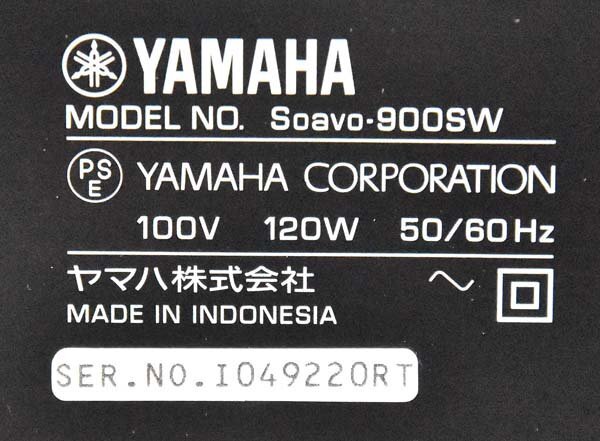 YAMAHA
MODEL NO. Soavo-900SW
PSE YAMAHA CORPORATION
100V 120W 50/60Hz
ヤマハ株式会社 ~
MADE IN INDONESIA
SER.NO.I049220RT